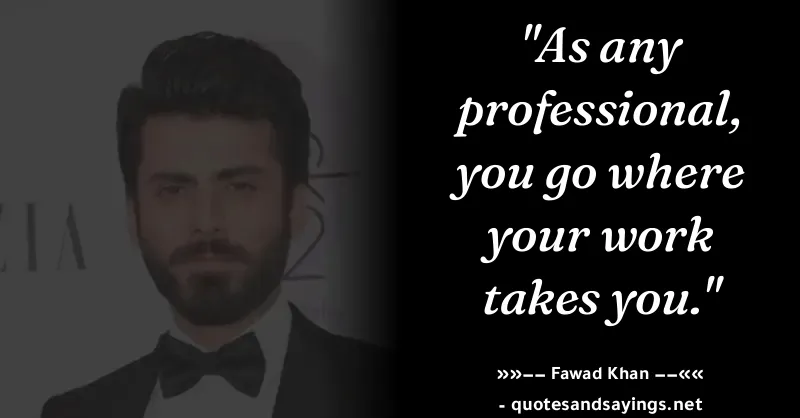 "As any
professional,
you go where
your work
takes you."
»»–– Fawad Khan ––««
- quotesandsayings.net